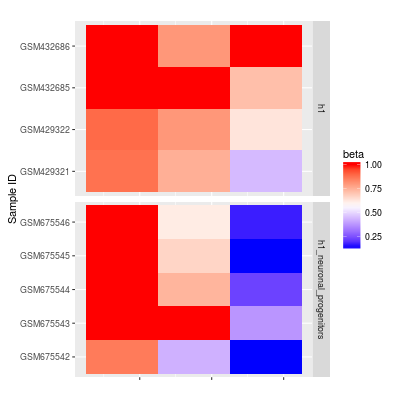 GSM432686
GSM432685
GSM429322
GSM429321
h1
GSM675546
GSM675545
GSM675544
GSM675543
GSM675542
h1_neuronal_progenitors
Sample ID
beta
1.00
0.75
0.50
0.25